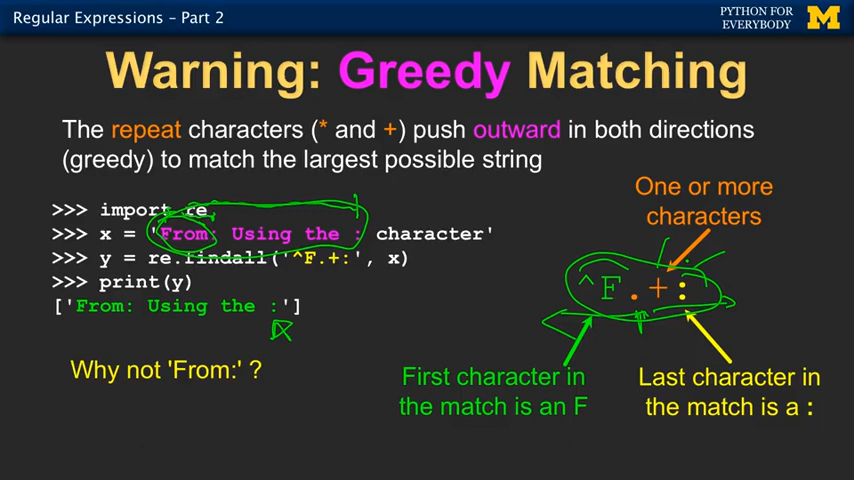 Regular Expressions – Part 2
PYTHON FOR
EVERYBODY
M
Warning: Greedy Matching
The repeat characters (* and +) push outward in both directions
(greedy) to match the largest possible string
>>> import re
>>> x = 'From: Using the : character'
>>> y = re.findall('^F.+:', x)
>>> print(y)
['From: Using the :']
Why not 'From:' ?
One or more
characters
^F.+:
First character in
the match is an F
Last character in
the match is a :